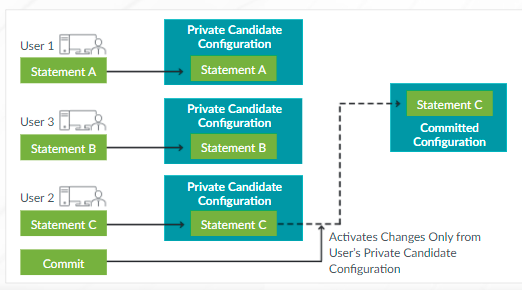 User 1
Statement A
Private Candidate
Configuration
Statement A
User 3
Statement B
Private Candidate
Configuration
Statement B
User 2
Statement C
Private Candidate
Configuration
Statement C
Commit
Activates Changes Only from
User's Private Candidate
Configuration
Statement C
Committed
Configuration